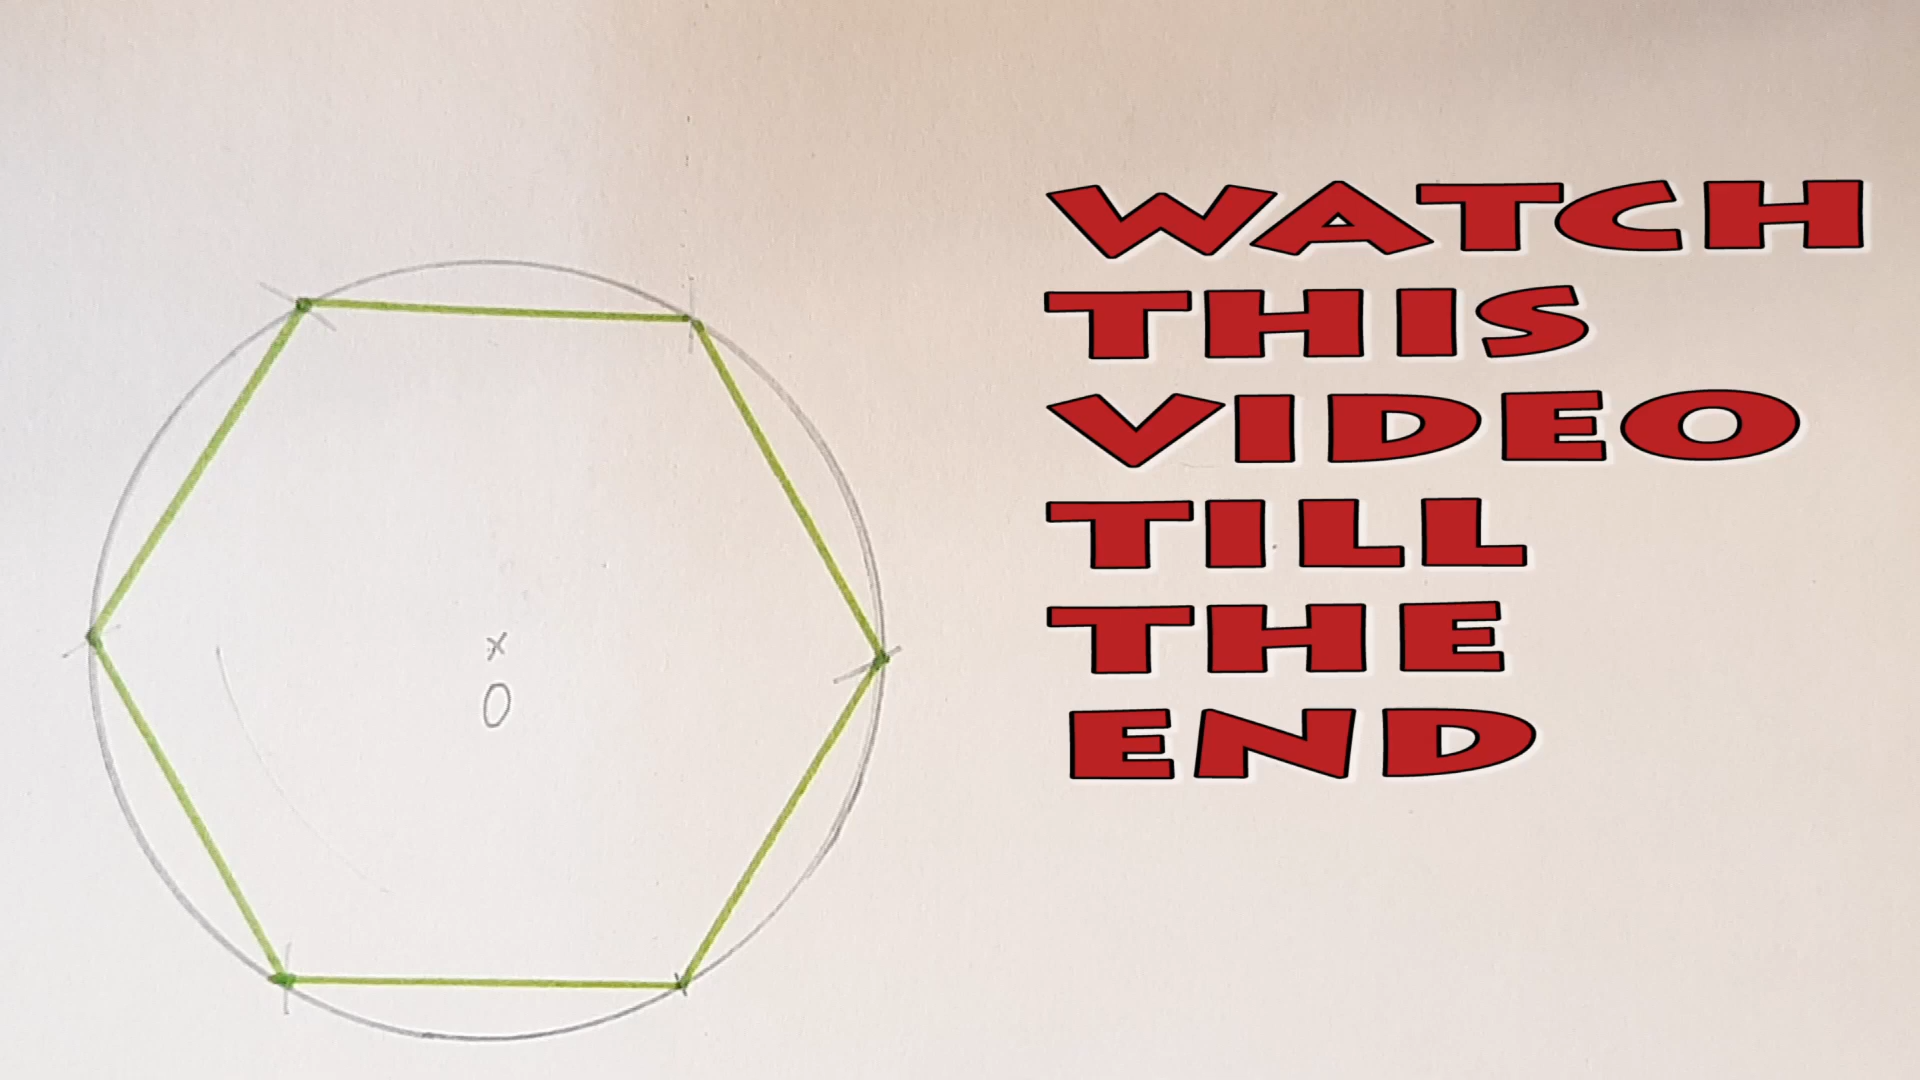 x
O
WATCH
THIS
VIDEO
TILL
THE
END